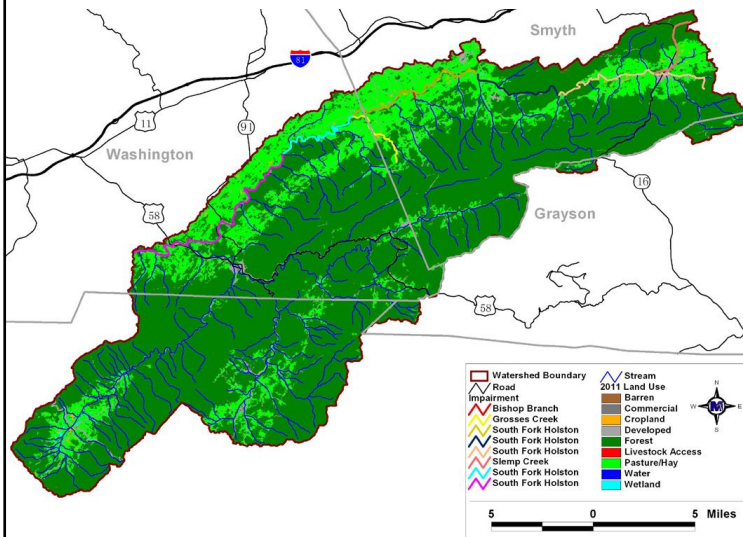 Smyth
81
11
91
Washington
16
58
Grayson
58
Watershed Boundary
Road
Impairment
Bishop Branch
Grosses Creek
South Fork Holston
South Fork Holston
South Fork Holston
Slemp Creek
South Fork Holston
South Fork Holston
Stream
2011 Land Use
Barren
Commercial
Cropland
Developed
Forest
Livestock Access
Pasture/Hay
Water
Wetland
N
W
M
E
S
5 0 5 Miles